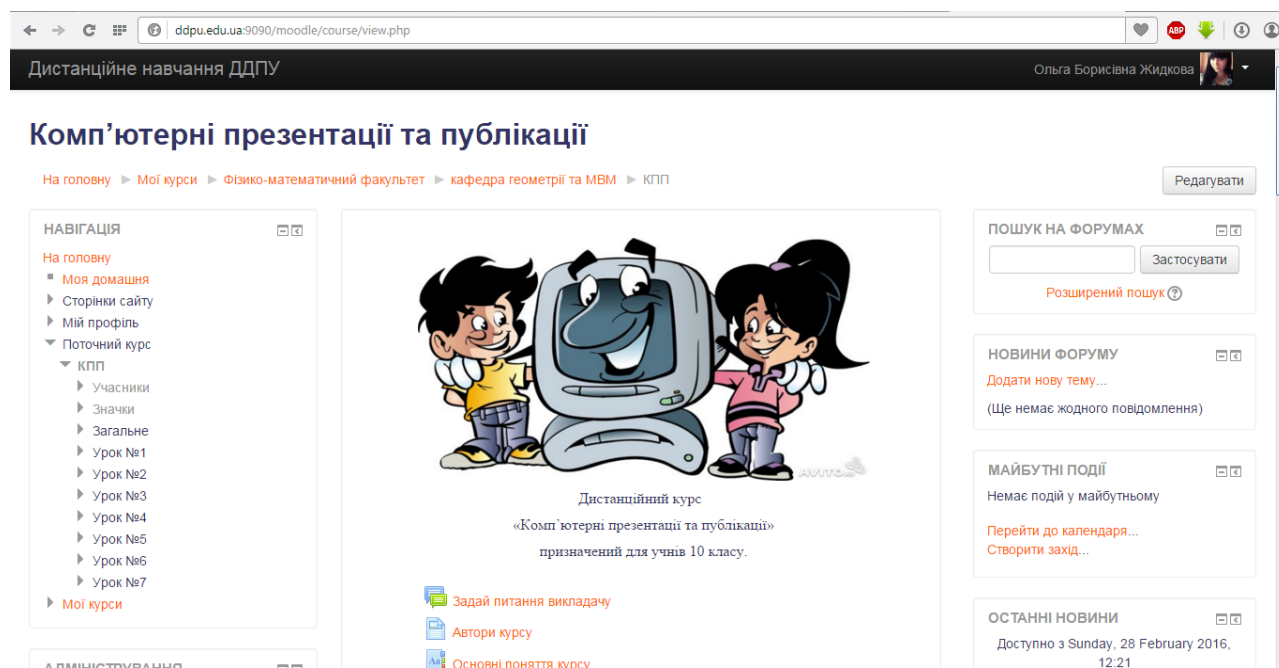 ddpu.edu.ua:9090/moodle/course/view.php
ABP
Дистанційне навчання ДДПУ
Ольга Борисівна Жидкова
Комп’ютерні презентації та публікації
На головну
Мої курси
Фізико-математичний факультет
кафедра геометрії та МВМ
КПП
Редагувати
НАВІГАЦІЯ
На головну
Моя домашня
Сторінки сайту
Мій профіль
Поточний курс
КПП
Учасники
Значки
Загальне
Урок №1
Урок №2
Урок №3
Урок №4
Урок №5
Урок №6
Урок №7
Мої курси
АДМІНІСТРУВАННЯ
AVITO.ru
Дистанційний курс
«Комп`ютерні презентації та публікації»
призначений для учнів 10 класу.
Задай питання викладачу
Автори курсу
Основні поняття курсу
ПОШУК НА ФОРУМАХ
Застосувати
Розширений пошук
НОВИНИ ФОРУМУ
Додати нову тему...
(Ще немає жодного повідомлення)
МАЙБУТНІ ПОДІЇ
Немає подій у майбутньому
Перейти до календаря...
Створити захід...
ОСТАННІ НОВИНИ
Доступно з Sunday, 28 February 2016,
12:21